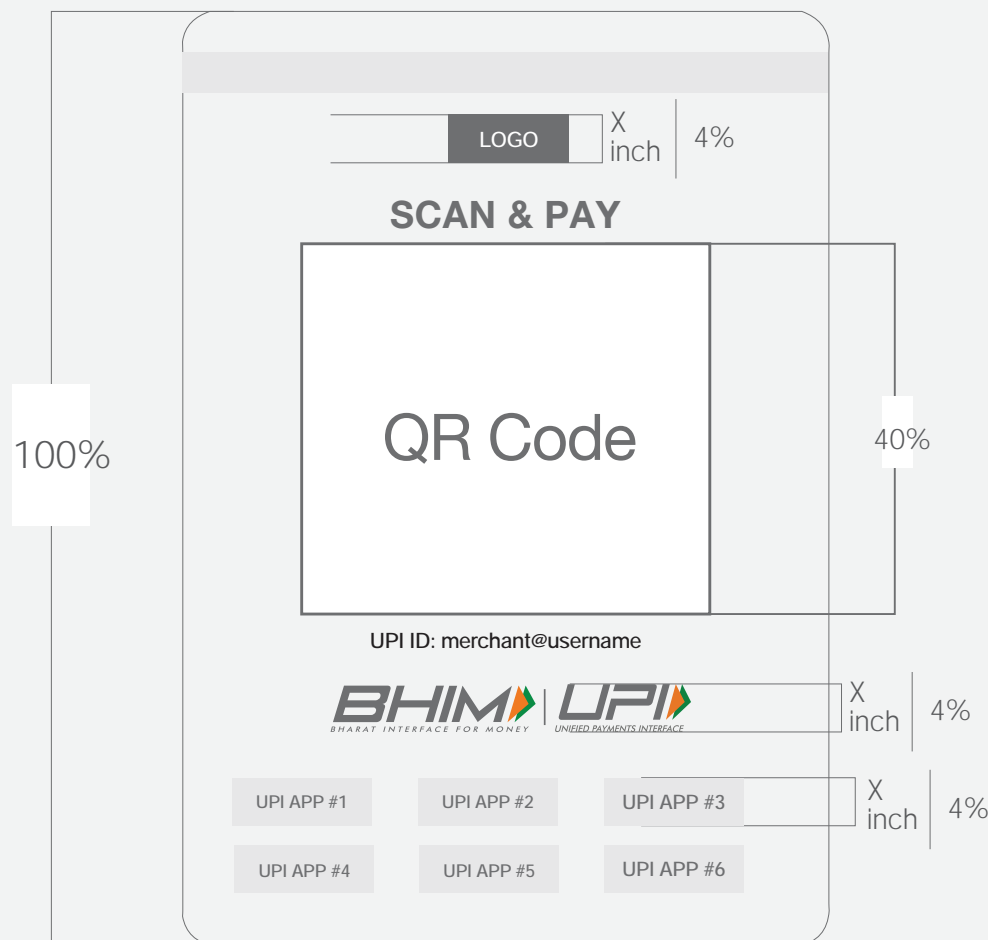 LOGO
X
inch
4%
SCAN & PAY
100%
QR Code
40%
UPI ID: merchant@username
BHIM
BHARAT INTERFACE FOR MONEY
UPI
UNIFIED PAYMENTS INTERFACE
X
inch
4%
UPI APP #1
UPI APP #2
UPI APP #3
X
inch
4%
UPI APP #4
UPI APP #5
UPI APP #6